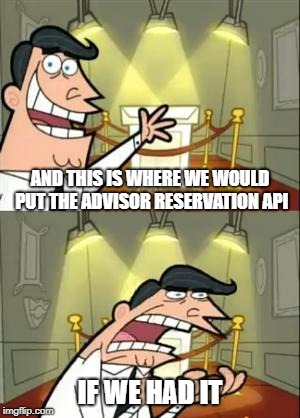 AND THIS IS WHERE WE WOULD
PUT THE ADVISOR RESERVATION API
IF WE HAD IT
imgflip.com